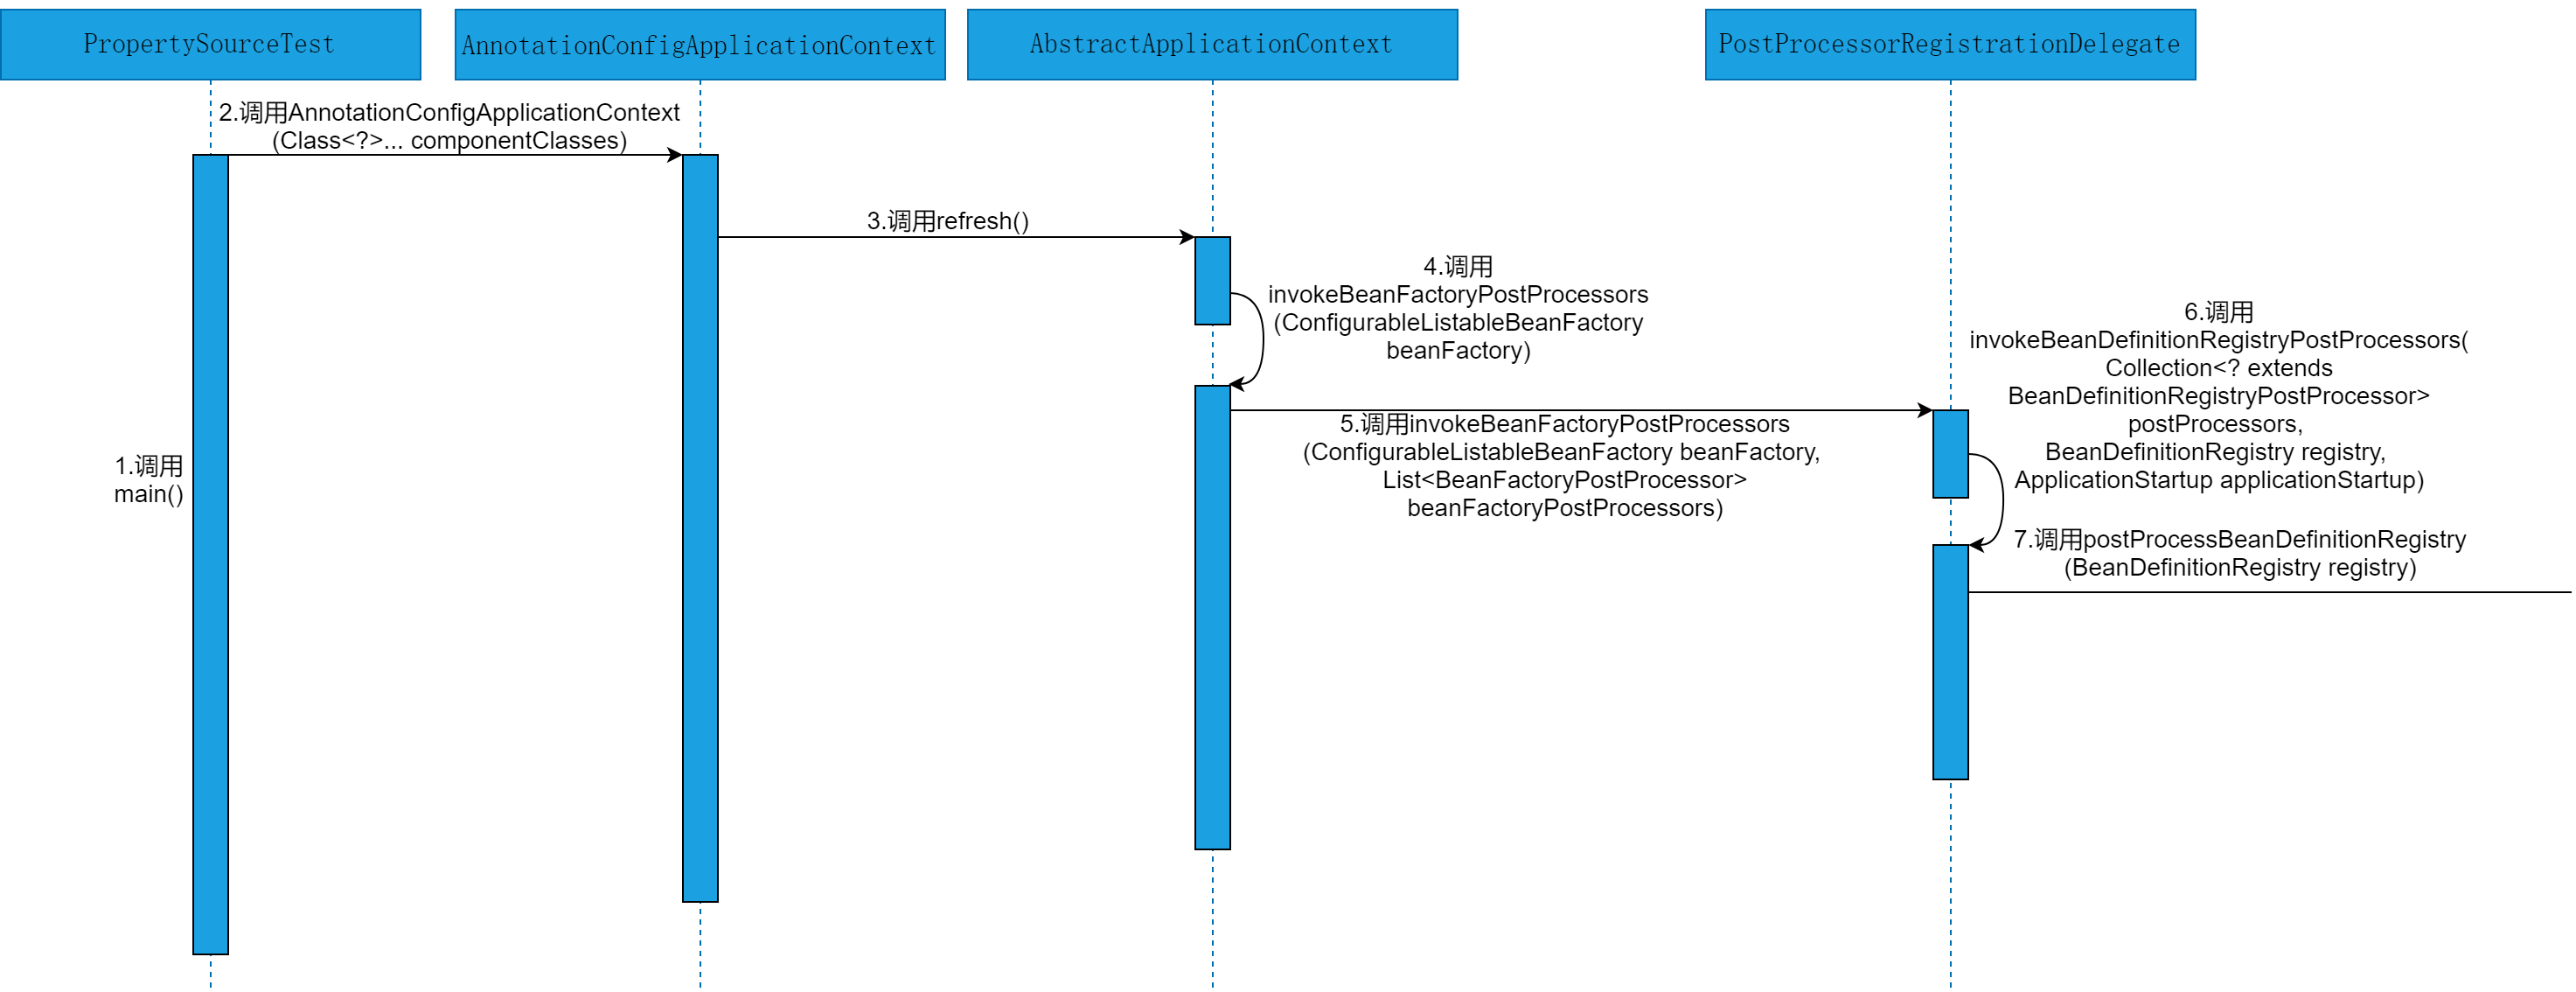 PropertySourceTest
AnnotationConfigApplicationContext
AbstractApplicationContext
PostProcessorRegistrationDelegate
2.调用AnnotationConfigApplicationContext
(Class<?>... componentClasses)
3.调用refresh()
4.调用
invokeBeanFactoryPostProcessors
(ConfigurableListableBeanFactory
beanFactory)
6.调用
invokeBeanDefinitionRegistryPostProcessors(
Collection<? extends
BeanDefinitionRegistryPostProcessor>
postProcessors,
BeanDefinitionRegistry registry,
ApplicationStartup applicationStartup)
5.调用invokeBeanFactoryPostProcessors
(ConfigurableListableBeanFactory beanFactory,
List<BeanFactoryPostProcessor>
beanFactoryPostProcessors)
1.调用
main()
7.调用postProcessBeanDefinitionRegistry
(BeanDefinitionRegistry registry)